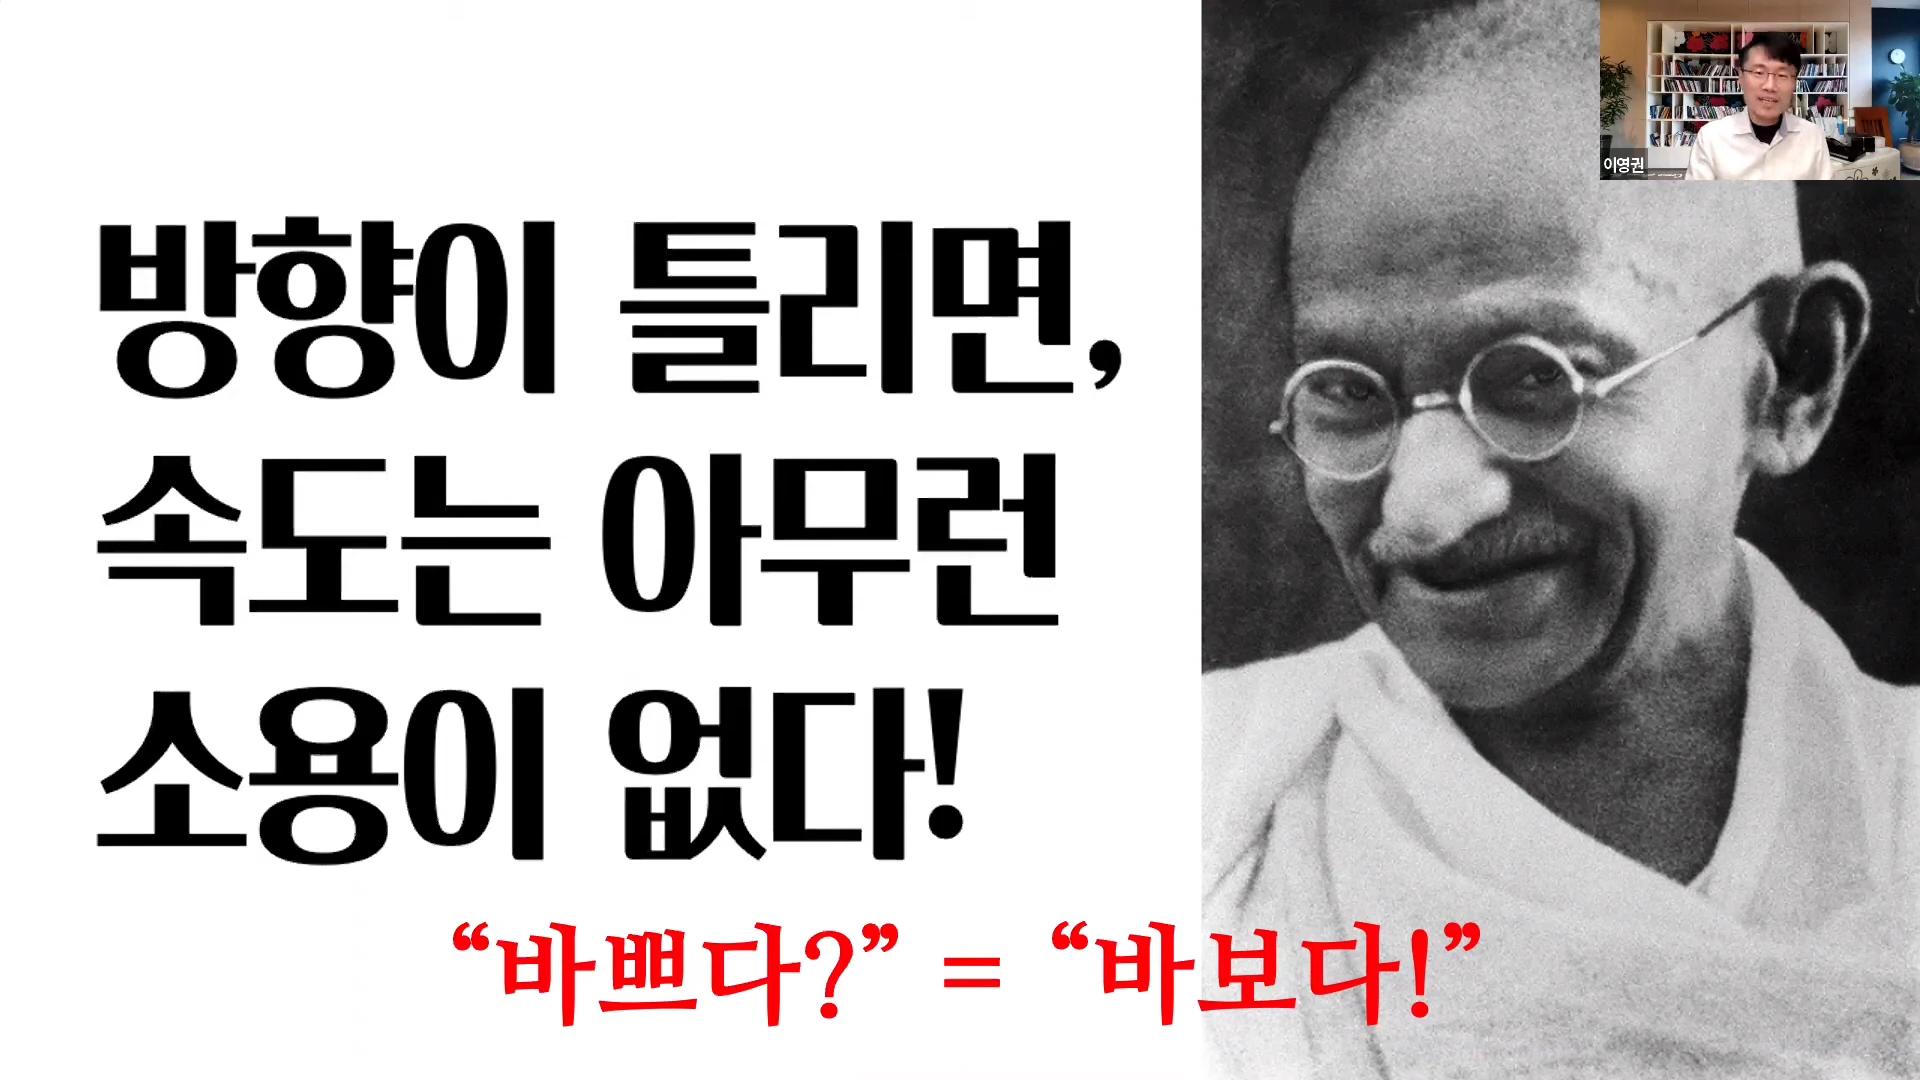 이영권
방향이 틀리면,
속도는 아무런
소용이 없다!
“바쁘다?” = “바보다!”